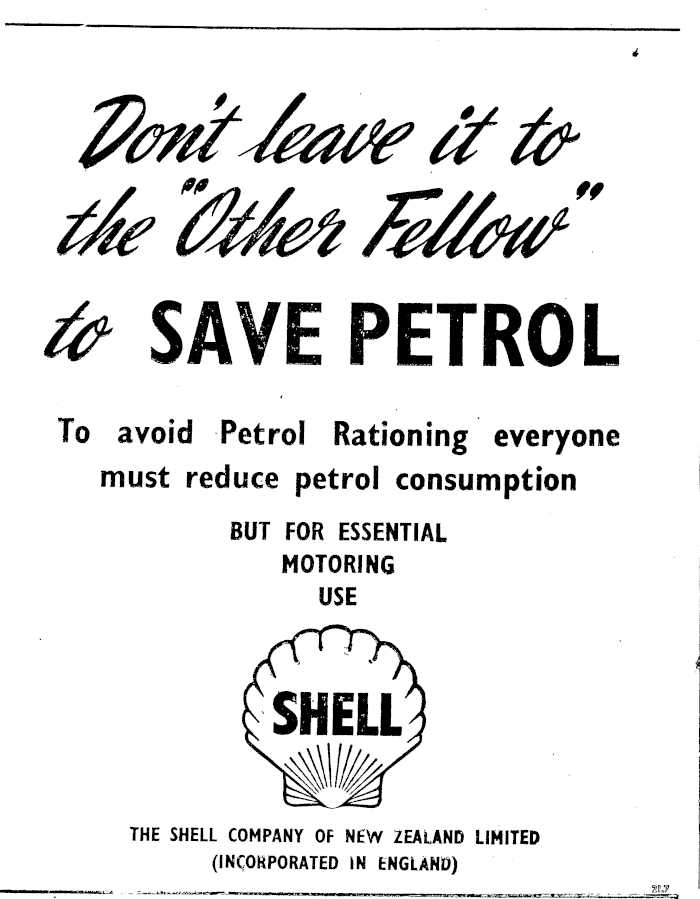 Don't leave it to
the "Other Fellow"
to SAVE PETROL
To avoid Petrol Rationing everyone
must reduce petrol consumption
BUT FOR ESSENTIAL
MOTORING
USE
SHELL
THE SHELL COMPANY OF NEW ZEALAND LIMITED
(INCORPORATED IN ENGLAND)